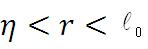 η < r < ℓ₀